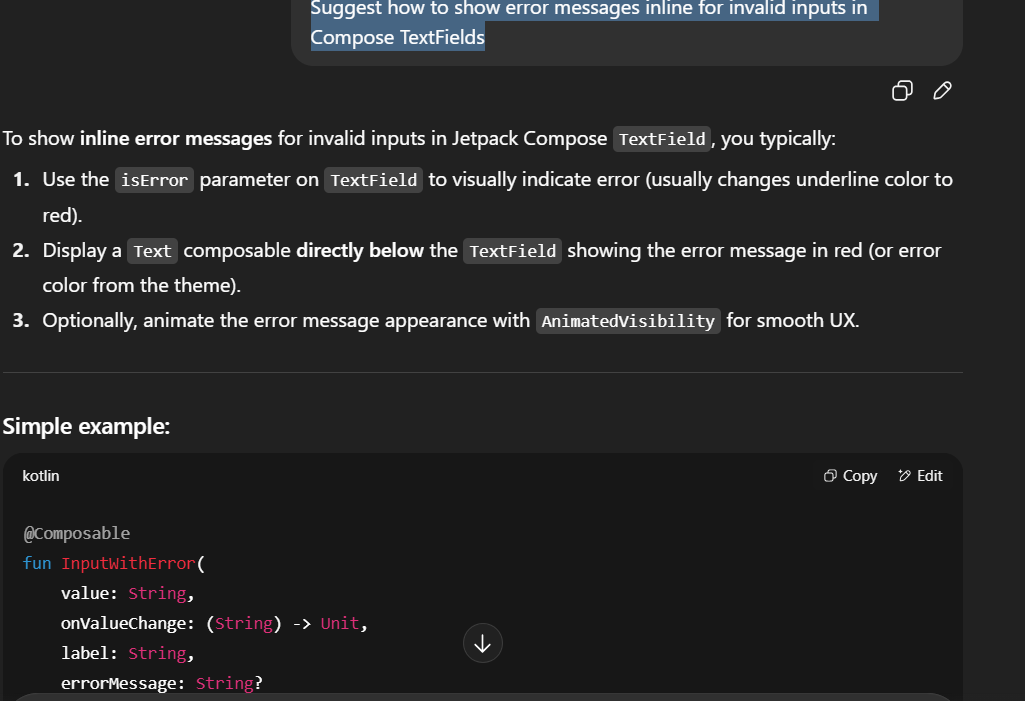 Suggest how to show error messages inline for invalid inputs in
Compose TextFields
To show inline error messages for invalid inputs in Jetpack Compose TextField, you typically:
1. Use the isError parameter on TextField to visually indicate error (usually changes underline color to
red).
2. Display a Text composable directly below the TextField showing the error message in red (or error
color from the theme).
3. Optionally, animate the error message appearance with AnimatedVisibility for smooth UX.
Simple example:
kotlin Copy Edit
@Composable
fun InputWithError(
    value: String,
    onValueChange: (String) -> Unit,
    label: String,
    errorMessage: String?